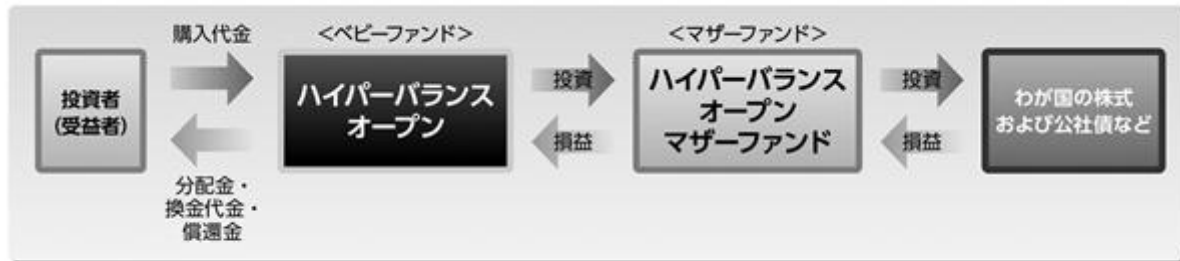 購入代金
<ベビーファンド>
<マザーファンド>
投資者
(受益者)
ハイパーバランス
オープン
投資
損益
ハイパーバランス
オープン
マザーファンド
投資
損益
わが国の株式
および公社債など
分配金・
換金代金・
償還金